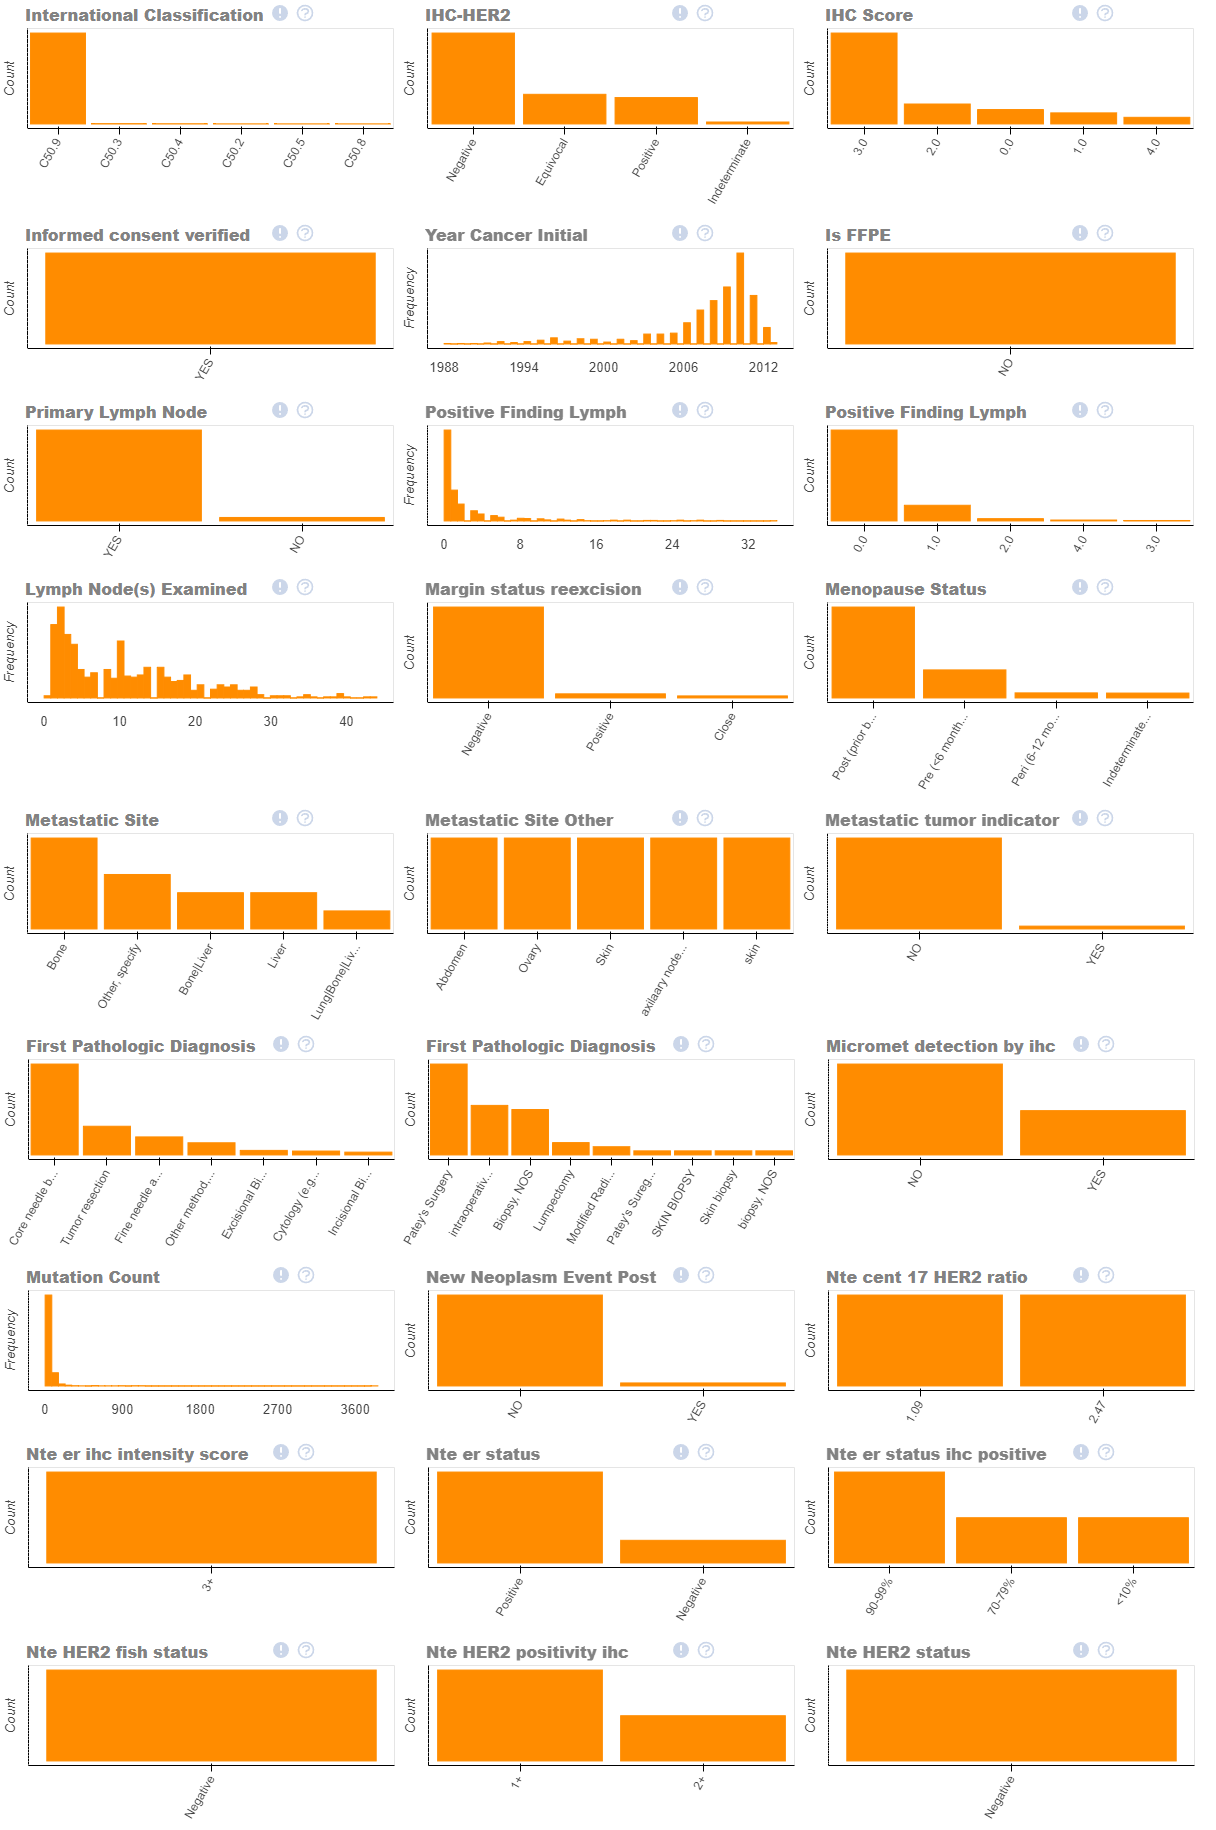 International Classification
IHC-HER2
IHC Score
Count
Count
Count
C50.9
C50.3
C50.4
C50.2
C50.5
C50.8
Negative
Equivocal
Positive
Indeterminate
3.0
2.0
0.0
1.0
4.0
Informed consent verified
Year Cancer Initial
Is FFPE
Count
Frequency
Count
YES
1988 1994 2000 2006 2012
NO
Primary Lymph Node
Positive Finding Lymph
Positive Finding Lymph
Count
Frequency
Count
YES
NO
0 8 16 24 32
0.0
1.0
2.0
4.0
3.0
Lymph Node(s) Examined
Margin status reexcision
Menopause Status
Frequency
Count
Count
0 10 20 30 40
Negative
Positive
Close
Post (prior b...
Pre (<6 month...
Peri (6-12 mo...
Indeterminate...
Metastatic Site
Metastatic Site Other
Metastatic tumor indicator
Count
Count
Count
Bone
Other, specify
Bone|Liver
Liver
Lung|Bone|Liv...
Abdomen
Ovary
Skin
axilaary node...
skin
NO
YES
First Pathologic Diagnosis
First Pathologic Diagnosis
Micromet detection by ihc
Count
Count
Count
Core needle b...
Tumor resection
Fine needle a...
Other method,...
Excisional Bi...
Cytology (e.g...
Incisional Bi...
Patey's Surgery
intraoperativ...
Biopsy, NOS
Lumpectomy
Modified Radi...
Patey's Sureg...
SKIN BIOPSY
Skin biopsy
biopsy, NOS
NO
YES
Mutation Count
New Neoplasm Event Post
Nte cent 17 HER2 ratio
Frequency
Count
Count
0 900 1800 2700 3600
NO
YES
1.09
2.47
Nte er ihc intensity score
Nte er status
Nte er status ihc positive
Count
Count
Count
3+
Positive
Negative
90-99%
70-79%
<10%
Nte HER2 fish status
Nte HER2 positivity ihc
Nte HER2 status
Count
Count
Count
Negative
1+
2+
Negative